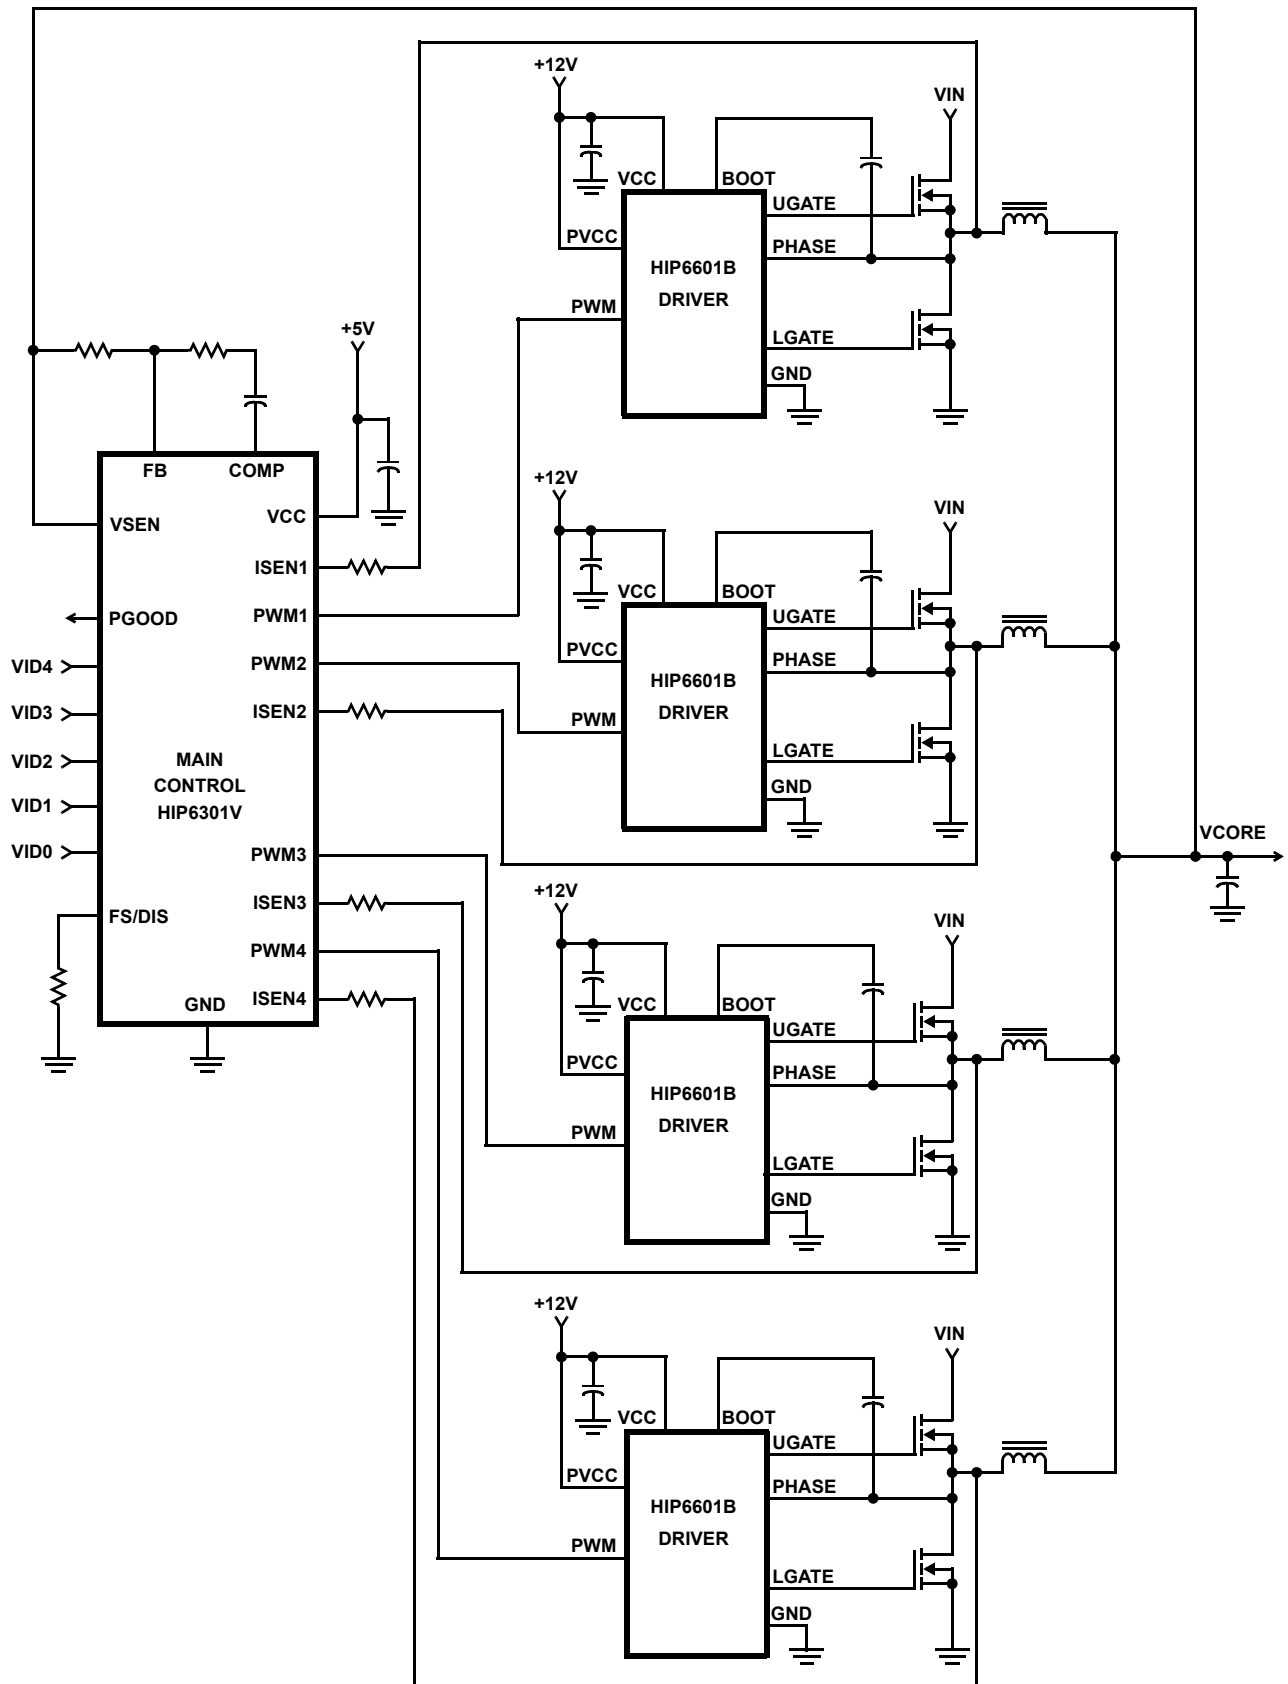 +12V
VIN
VCC
BOOT
UGATE
PVCC
PHASE
HIP6601B
DRIVER
PWM
LGATE
GND
+5V
FB
COMP
VSEN
VCC
ISEN1
PGOOD
PWM1
VID4
PWM2
VID3
ISEN2
VID2
MAIN
CONTROL
HIP6301V
VID1
VID0
PWM3
FS/DIS
ISEN3
PWM4
GND
ISEN4
+12V
VIN
VCC
BOOT
UGATE
PVCC
PHASE
HIP6601B
DRIVER
PWM
LGATE
GND
VCORE
+12V
VIN
VCC
BOOT
UGATE
PVCC
PHASE
HIP6601B
DRIVER
PWM
LGATE
GND
+12V
VIN
VCC
BOOT
UGATE
PVCC
PHASE
HIP6601B
DRIVER
PWM
LGATE
GND